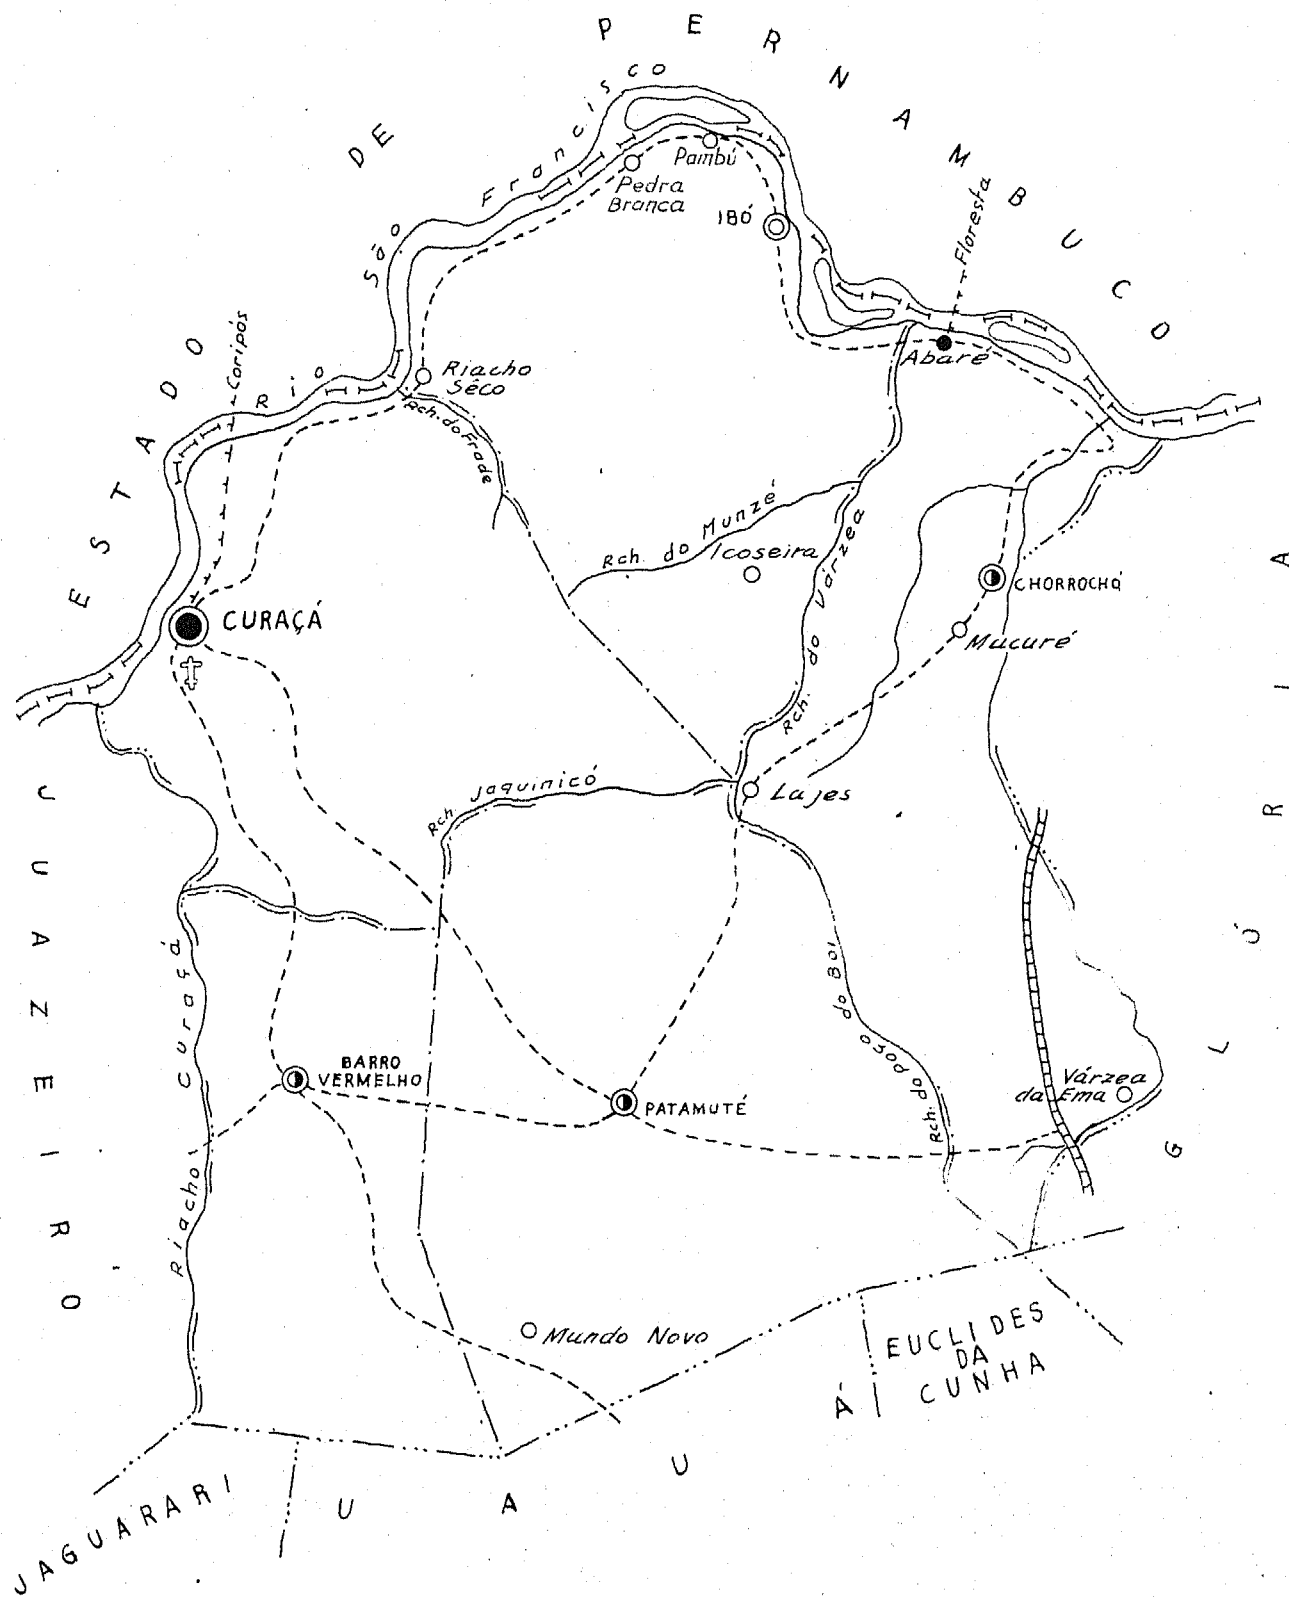 ESTADO DE PERNAMBUCO
Rio São Francisco
Pambú
Pedra
Branca
IBÓ
Floresta
Abaré
Coripós
Riacho
Sêco
Rch. do Frade
Rch. do Munzé
Icoseira
Rch. do Várzea
CHORROCHÓ
Mucuré
CURAÇÁ
Rch. Jaquinicó
Lajes
JUAZEIRO
GLÓRIA
Riacho Curaçá
BARRO
VERMELHO
PATAMUTÉ
Rch. do Poço do Boi
Várzea
da Ema
Mundo Novo
EUCLIDES
DA
CUNHA
JAGUARARI
UAUÁ